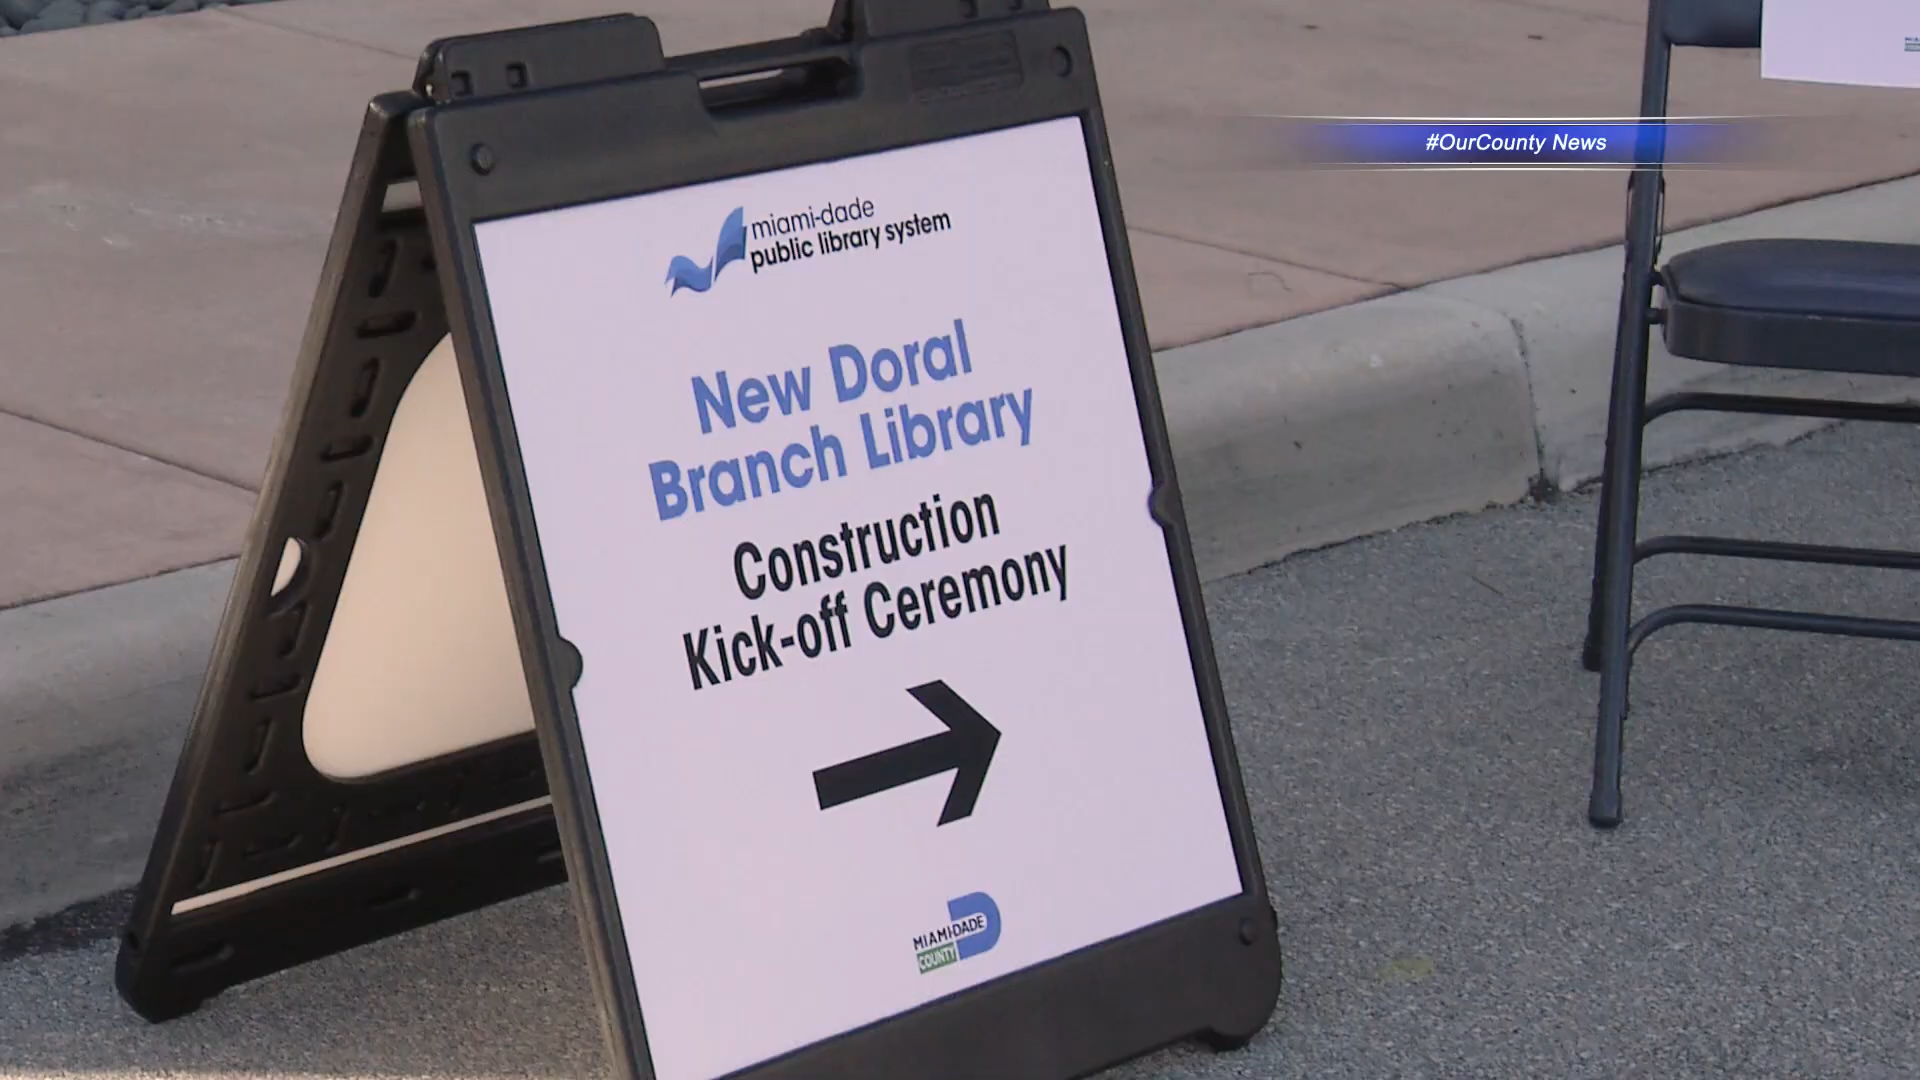 #OurCounty News
miami-dade
public library system
New Doral
Branch Library
Construction
Kick-off Ceremony
MIAMI-DADE
COUNTY